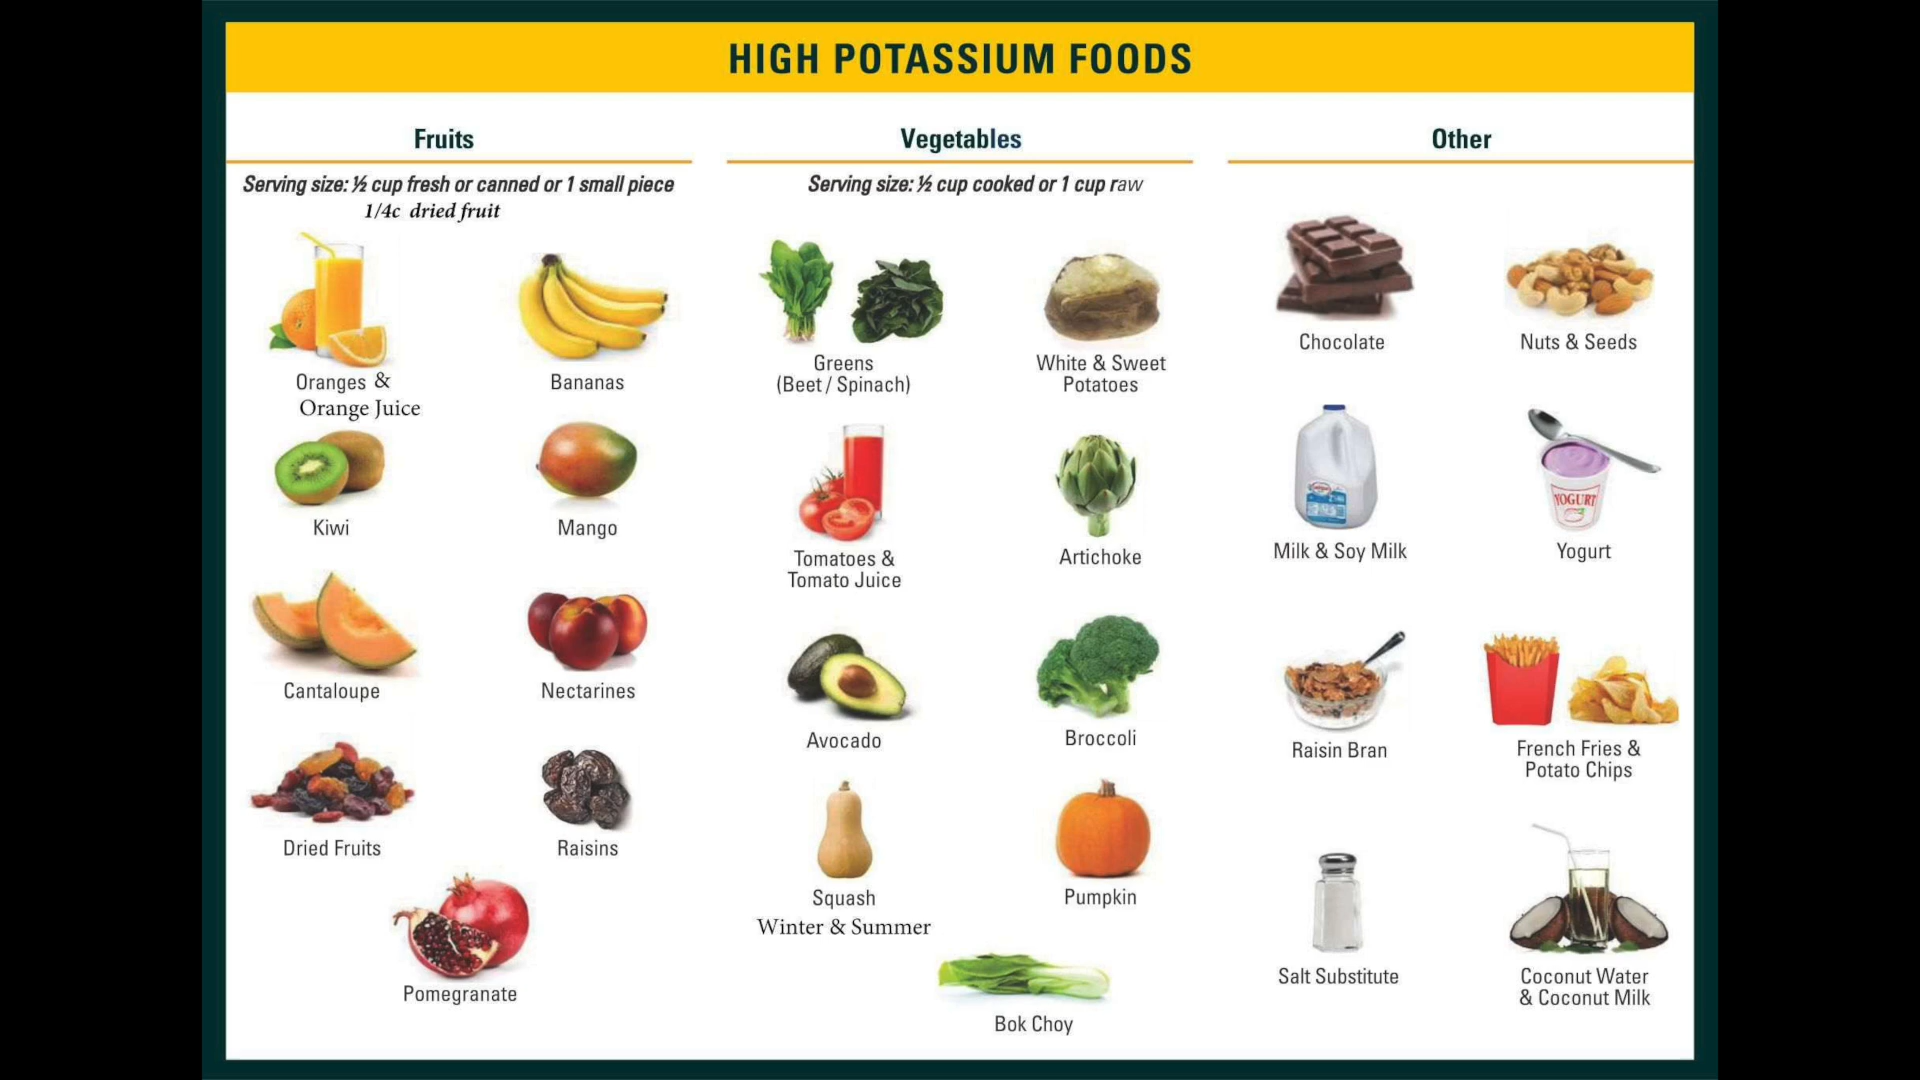 HIGH POTASSIUM FOODS
Fruits
Serving size: ½ cup fresh or canned or 1 small piece
1/4c dried fruit
Oranges &
Orange Juice
Bananas
Kiwi
Mango
Cantaloupe
Nectarines
Dried Fruits
Raisins
Pomegranate
Vegetables
Serving size: ½ cup cooked or 1 cup raw
Greens
(Beet / Spinach)
White & Sweet
Potatoes
Tomatoes &
Tomato Juice
Artichoke
Avocado
Broccoli
Squash
Winter & Summer
Pumpkin
Bok Choy
Other
Chocolate
Nuts & Seeds
Milk & Soy Milk
YOGURT
Yogurt
Raisin Bran
French Fries &
Potato Chips
Salt Substitute
Coconut Water
& Coconut Milk